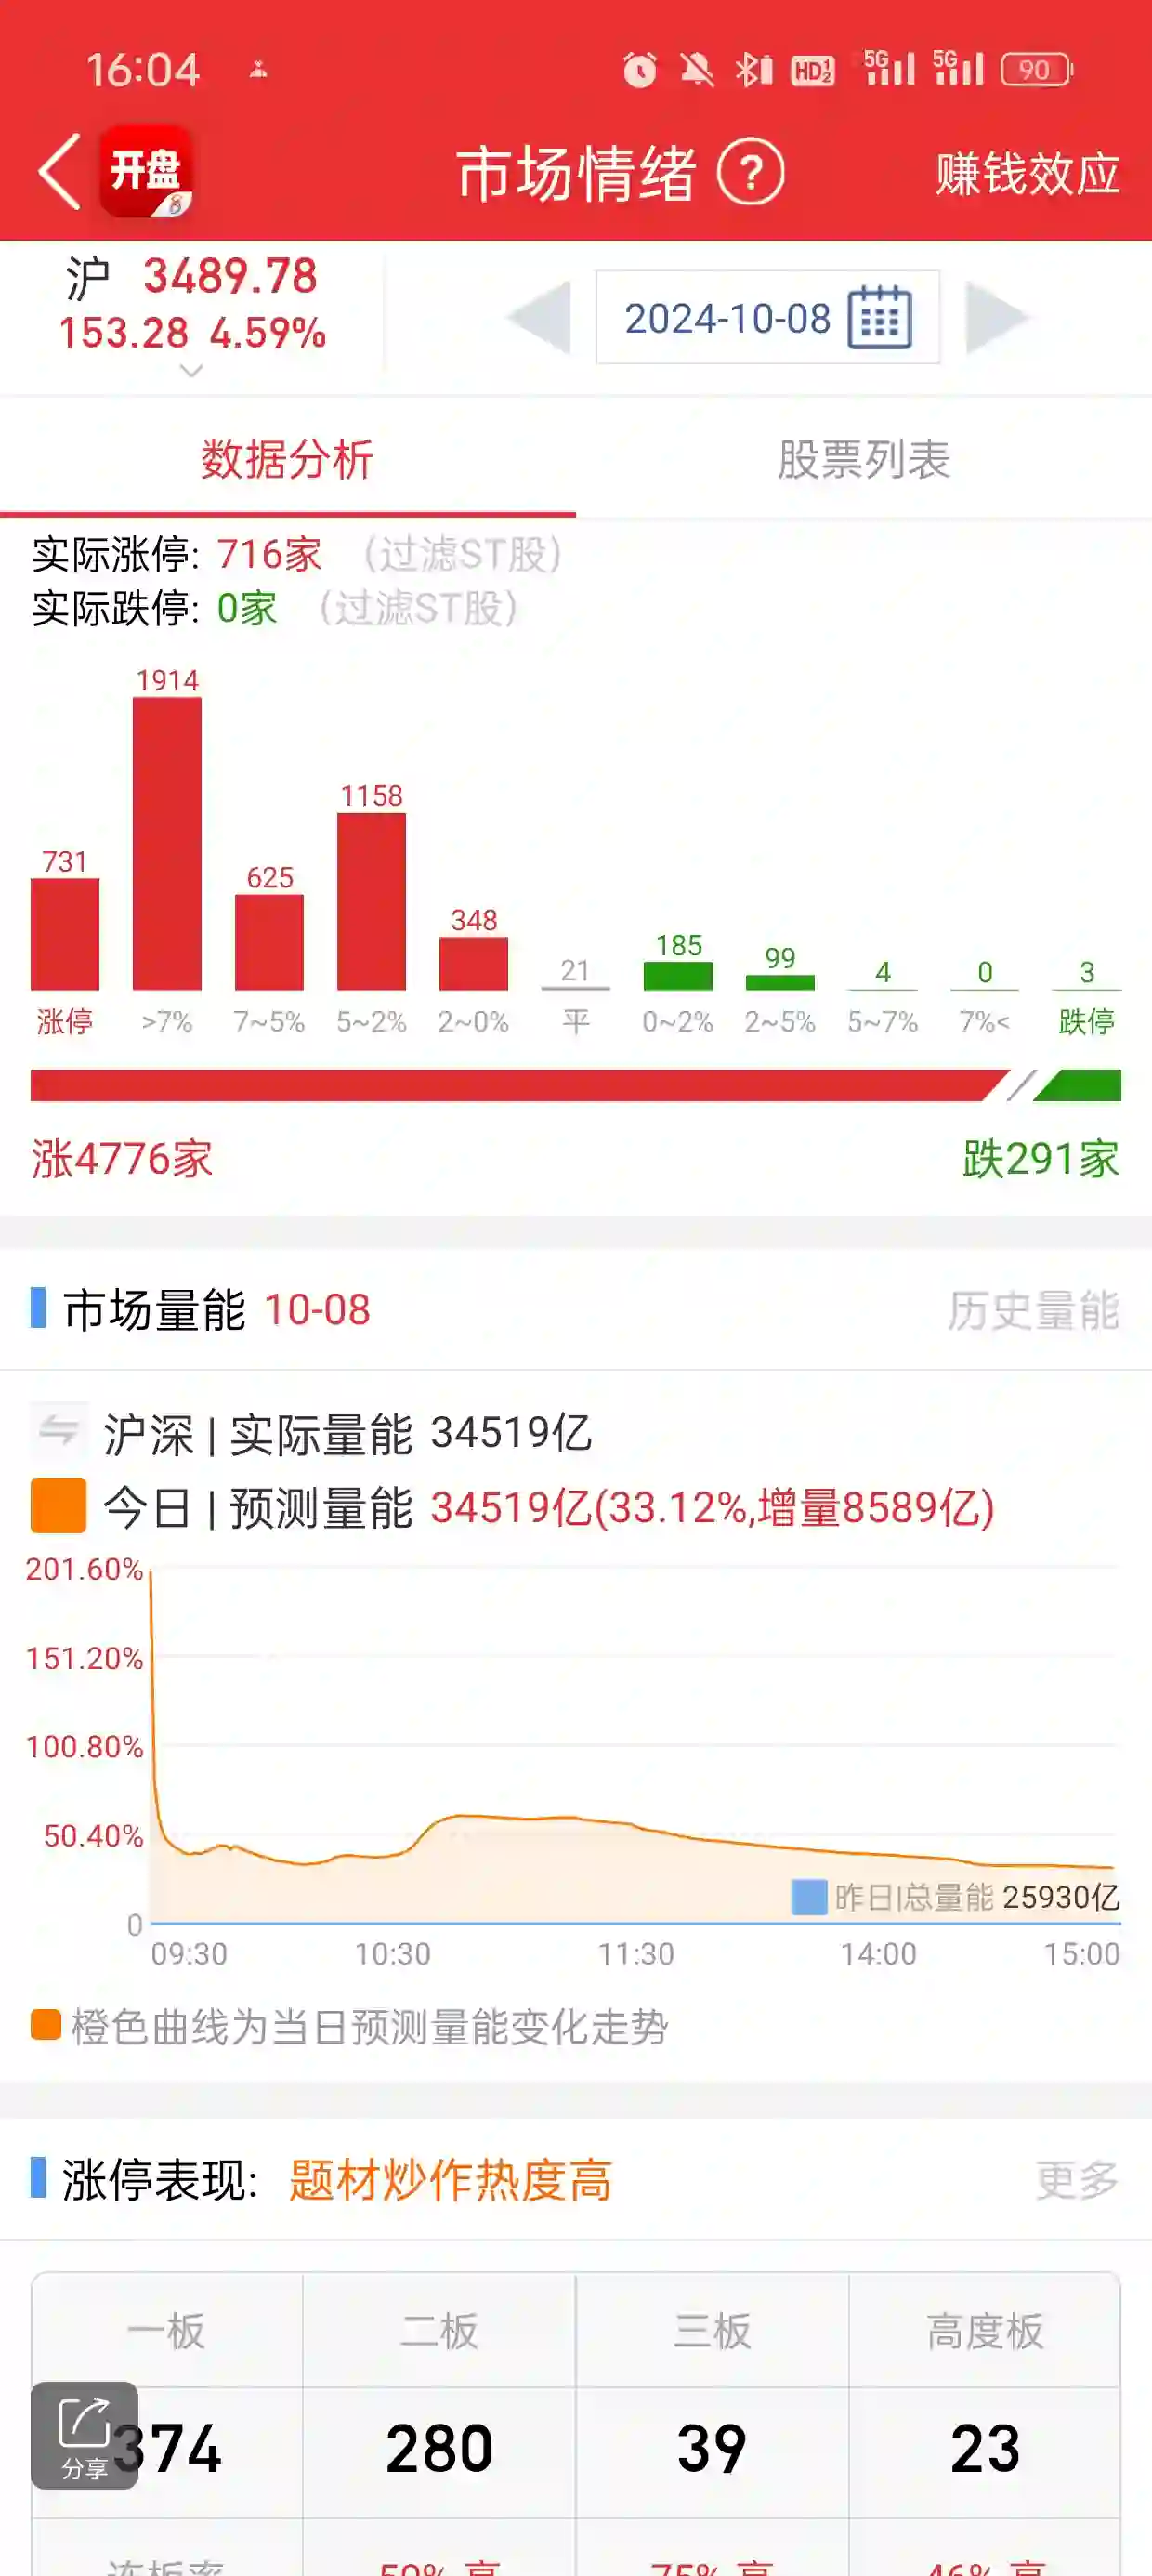 16:04
HD 1 2 5G 5G 90
开盘 8
市场情绪 ? 赚钱效应
沪 3489.78
153.28 4.59%
2024-10-08
数据分析 股票列表
实际涨停: 716家 (过滤ST股)
实际跌停: 0家 (过滤ST股)
731 1914 625 1158 348 21 185 99 4 0 3
涨停 >7% 7~5% 5~2% 2~0% 平 0~2% 2~5% 5~7% 7%< 跌停
涨4776家 跌291家
市场量能 10-08 历史量能
沪深 | 实际量能 34519亿
今日 | 预测量能 34519亿(33.12%,增量8589亿)
201.60%
151.20%
100.80%
50.40%
昨日|总量能 25930亿
0
09:30 10:30 11:30 14:00 15:00
橙色曲线为当日预测量能变化走势
涨停表现: 题材炒作热度高 更多
一板 二板 三板 高度板
374 280 39 23
分享
连板率 75% 高 46% 高